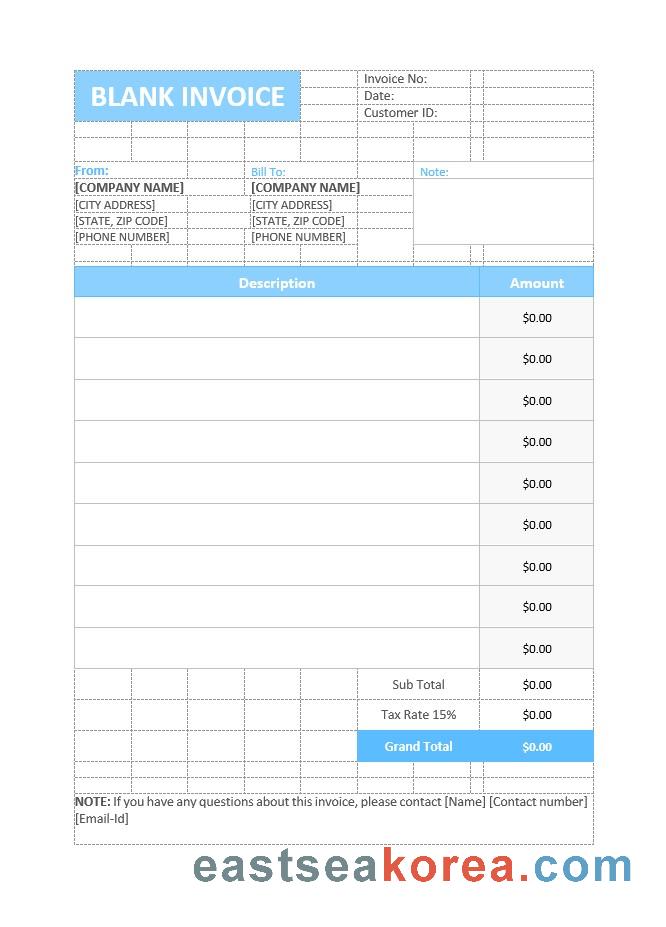 BLANK INVOICE
Invoice No:
Date:
Customer ID:
From:
Bill To:
Note:
[COMPANY NAME]
[COMPANY NAME]
[CITY ADDRESS]
[CITY ADDRESS]
[STATE, ZIP CODE]
[STATE, ZIP CODE]
[PHONE NUMBER]
[PHONE NUMBER]
Description Amount
$0.00
$0.00
$0.00
$0.00
$0.00
$0.00
$0.00
$0.00
$0.00
Sub Total $0.00
Tax Rate 15% $0.00
Grand Total $0.00
NOTE: If you have any questions about this invoice, please contact [Name] [Contact number]
[Email-Id]
eastseakorea.com